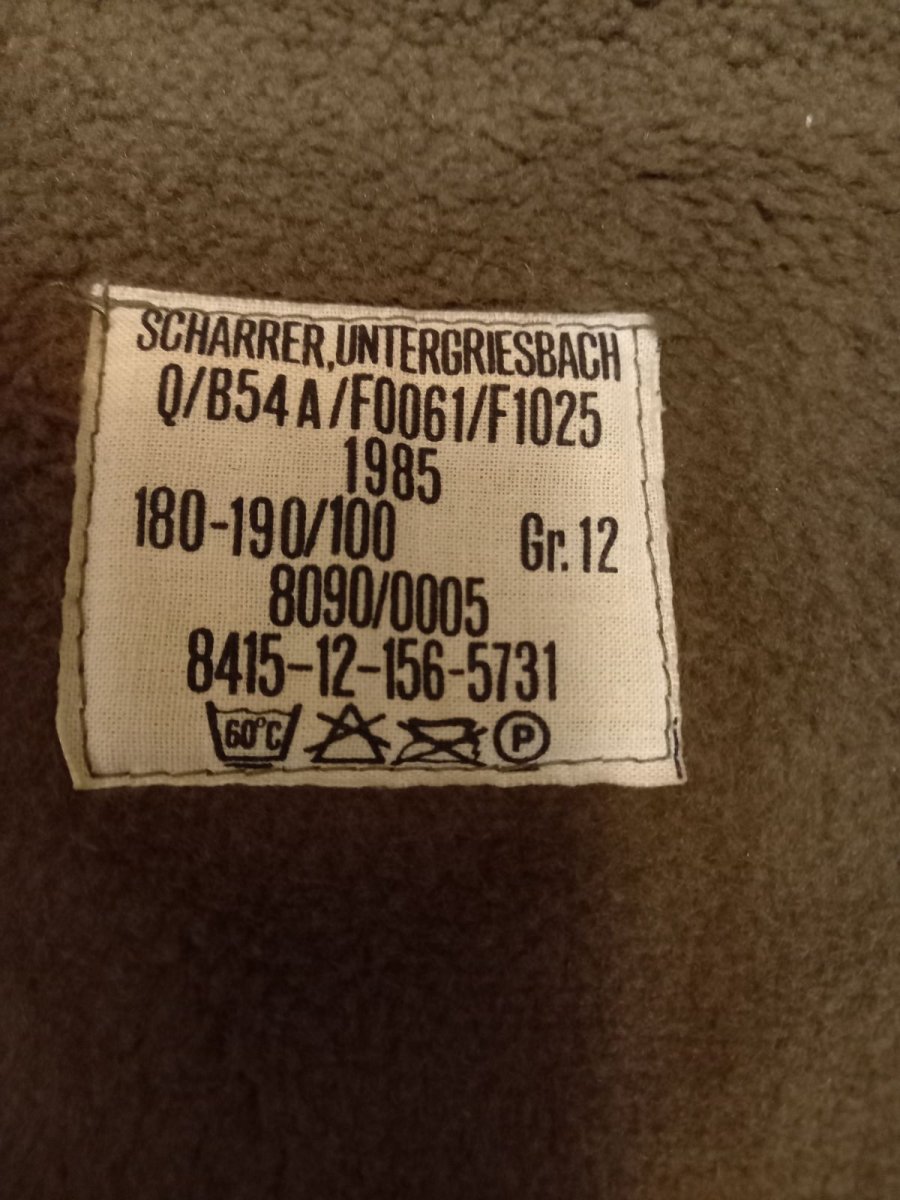 SCHARRER,UNTERGRIESBACH
Q/B54 A/F0061/F1025
1985
180-190/100 Gr.12
8090/0005
8415-12-156-5731
60°C P